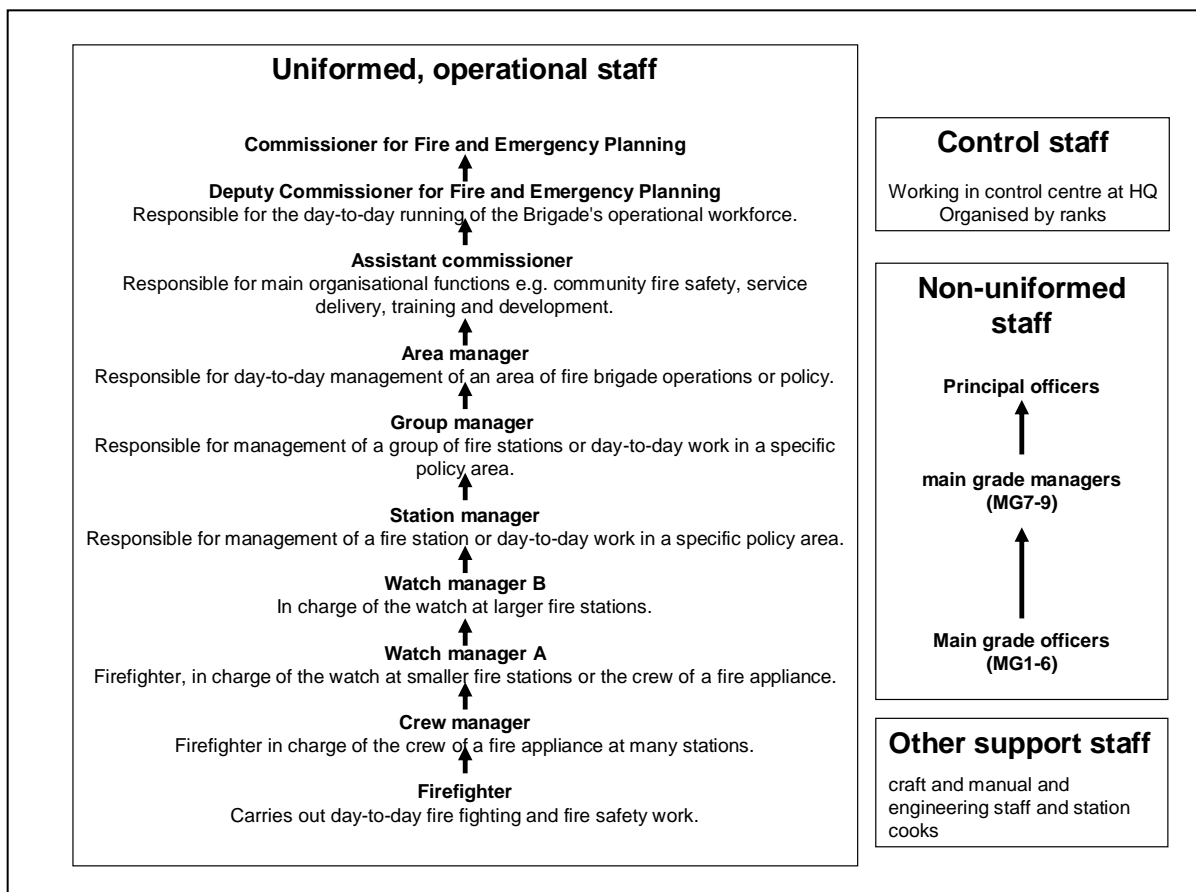 Uniformed, operational staff
Commissioner for Fire and Emergency Planning
Deputy Commissioner for Fire and Emergency Planning
Responsible for the day-to-day running of the Brigade's operational workforce.
Assistant commissioner
Responsible for main organisational functions e.g. community fire safety, service
delivery, training and development.
Area manager
Responsible for day-to-day management of an area of fire brigade operations or policy.
Group manager
Responsible for management of a group of fire stations or day-to-day work in a specific
policy area.
Station manager
Responsible for management of a fire station or day-to-day work in a specific policy area.
Watch manager B
In charge of the watch at larger fire stations.
Watch manager A
Firefighter, in charge of the watch at smaller fire stations or the crew of a fire appliance.
Crew manager
Firefighter in charge of the crew of a fire appliance at many stations.
Firefighter
Carries out day-to-day fire fighting and fire safety work.
Control staff
Working in control centre at HQ
Organised by ranks
Non-uniformed
staff
Principal officers
main grade managers
(MG7-9)
Main grade officers
(MG1-6)
Other support staff
craft and manual and
engineering staff and station
cooks